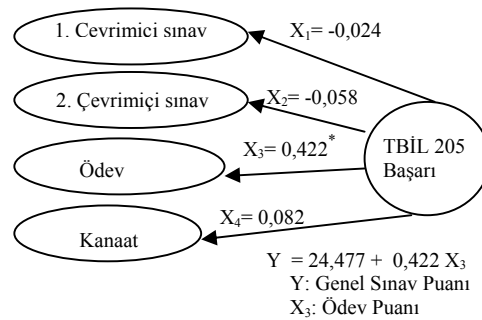 1. Cevrimici sınav
X₁= -0,024
2. Çevrimiçi sınav
X₂= -0,058
X₃= 0,422*
TBİL 205
Başarı
Ödev
X₄= 0,082
Kanaat
Y = 24,477 + 0,422 X₃
Y: Genel Sınav Puanı
X₃: Ödev Puanı